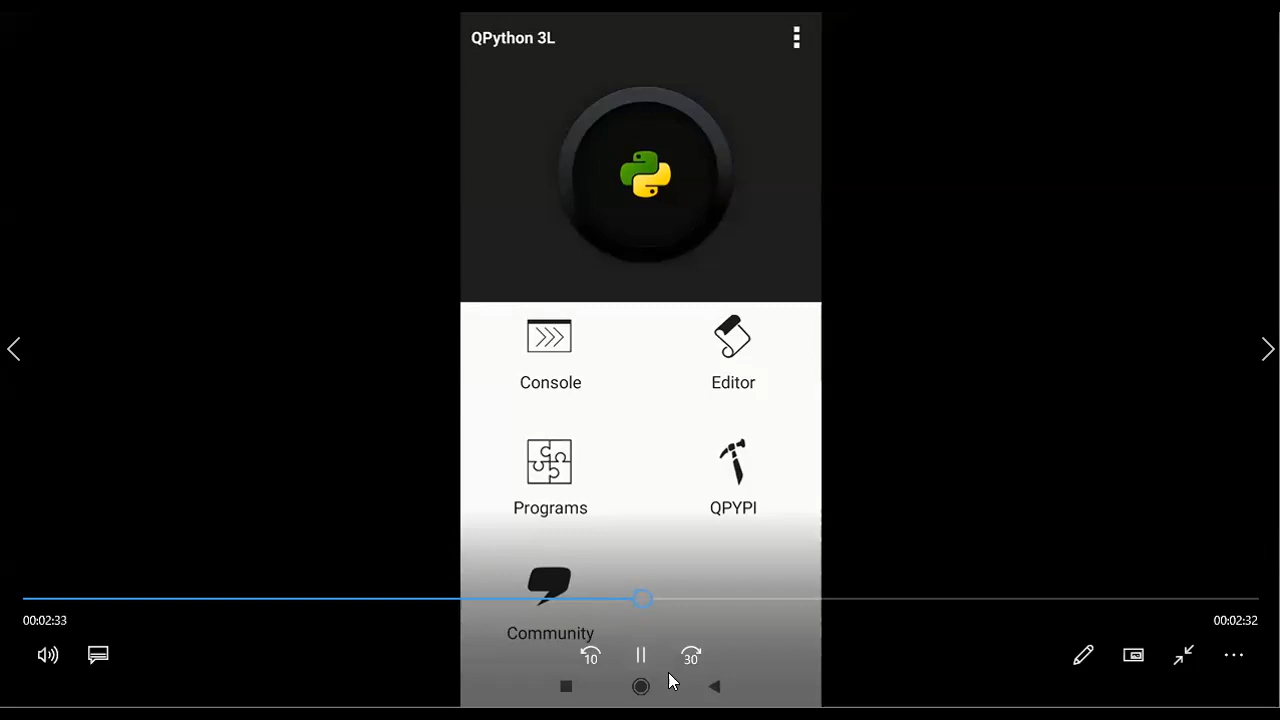 QPython 3L
Console
Editor
Programs
QPYPI
Community
00:02:33
00:02:32
10
30